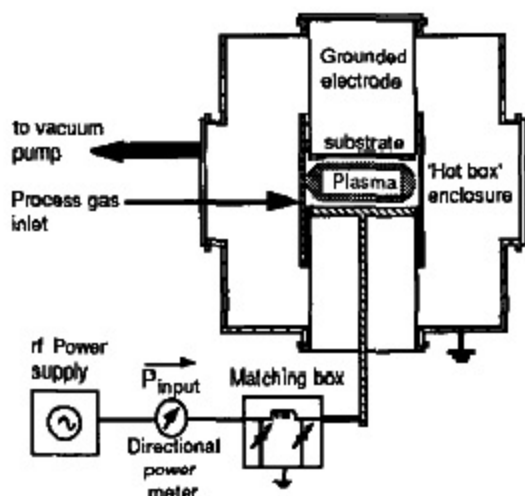 Grounded
electrode
to vacuum
pump
substrate
Plasma
"Hot box"
enclosure
Process gas
inlet
rf Power
supply
Pinput
Matching box
Directional
power
meter